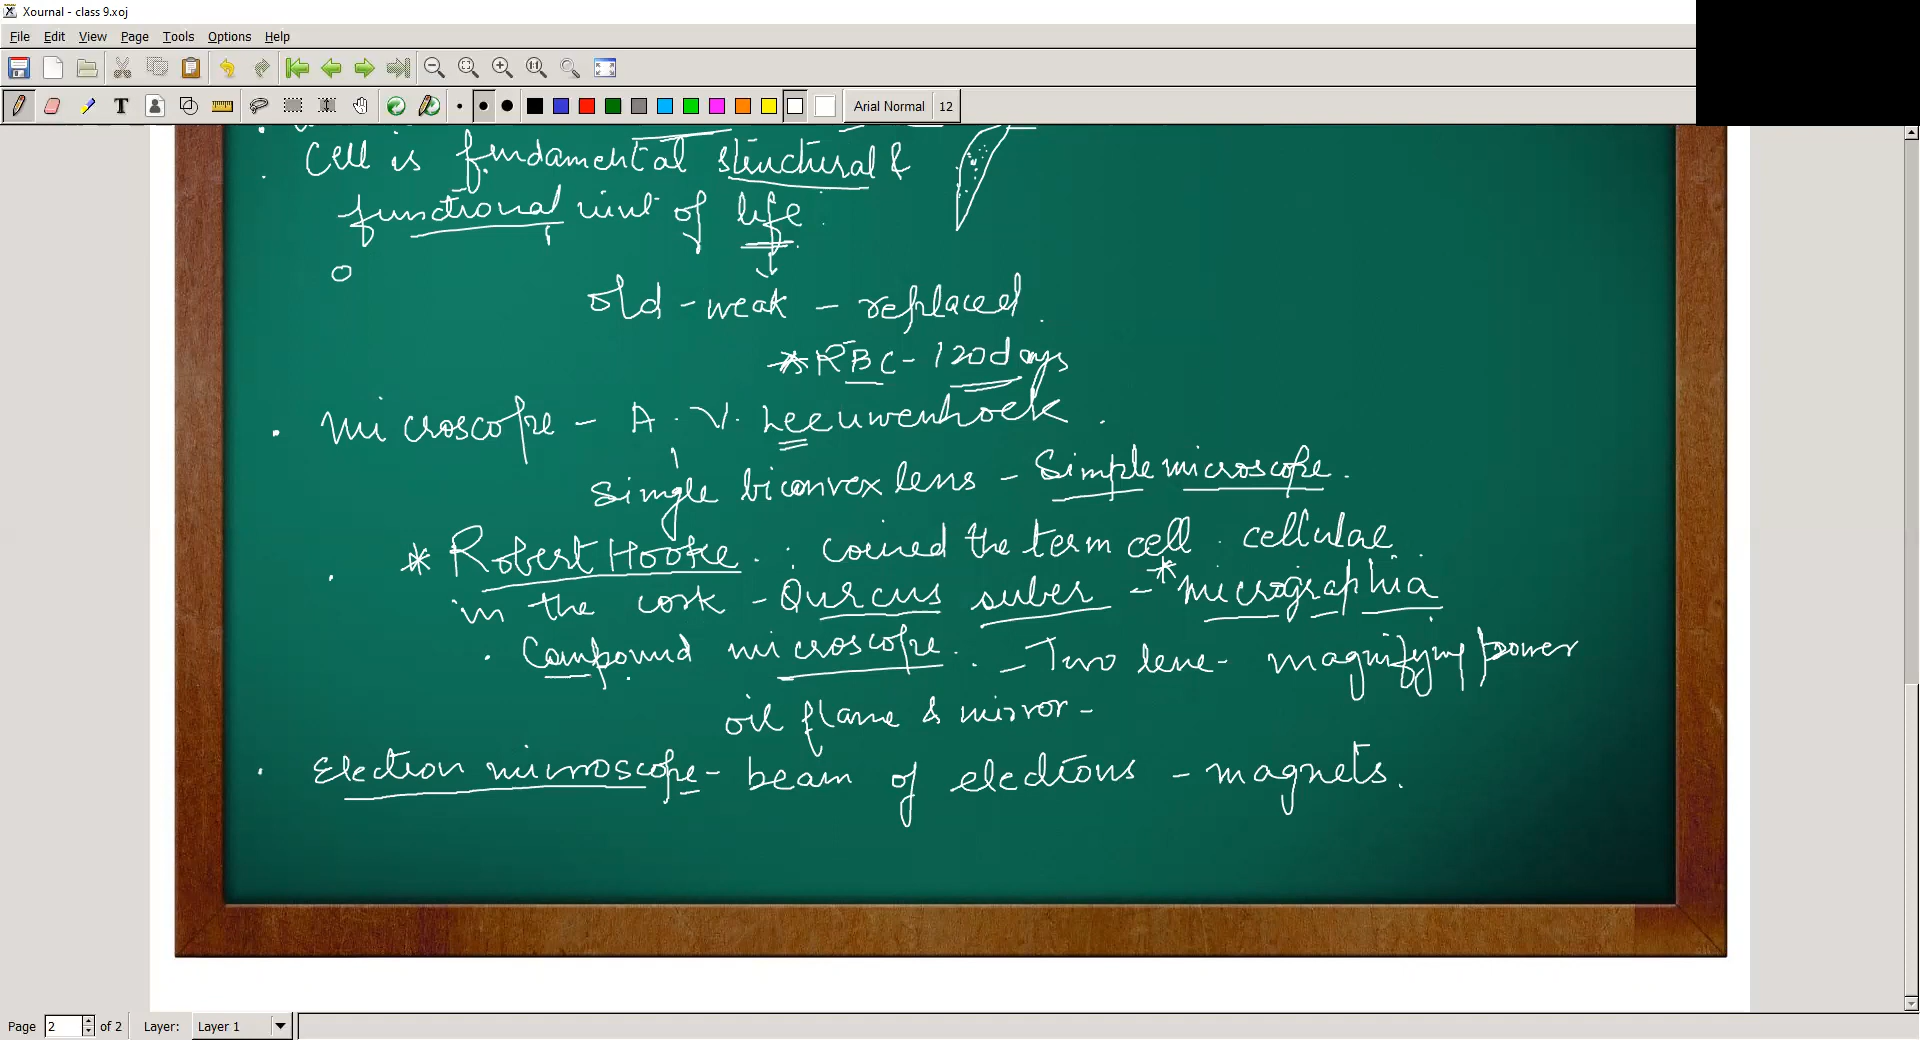 Xournal - class 9.xoj
File Edit View Page Tools Options Help
Arial Normal 12
Cell is fundamental structural &
functional unit of life.
Old - weak - replaced.
* RBC - 120 days
• Microscope - A. V. Leeuwenhoek.
Single biconvex lens - Simple microscope.
* Robert Hooke. : coined the term cell. cellulae
in the cork - Qurcus suber - * micrographia
• Compound microscope. - Two lens - magnifying power
oil flame & mirror -
• Electron microscope - beam of electrons - magnets.
Page 2 of 2 Layer: Layer 1